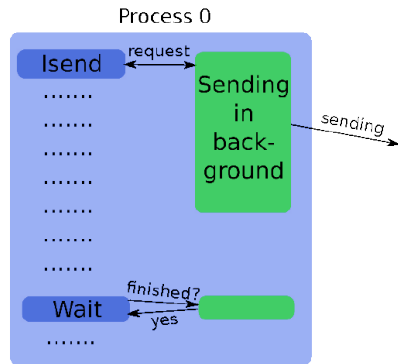 Process 0
Isend
request
Sending
in
back-
ground
sending
.......
.......
.......
.......
.......
.......
.......
finished?
Wait
yes
.......